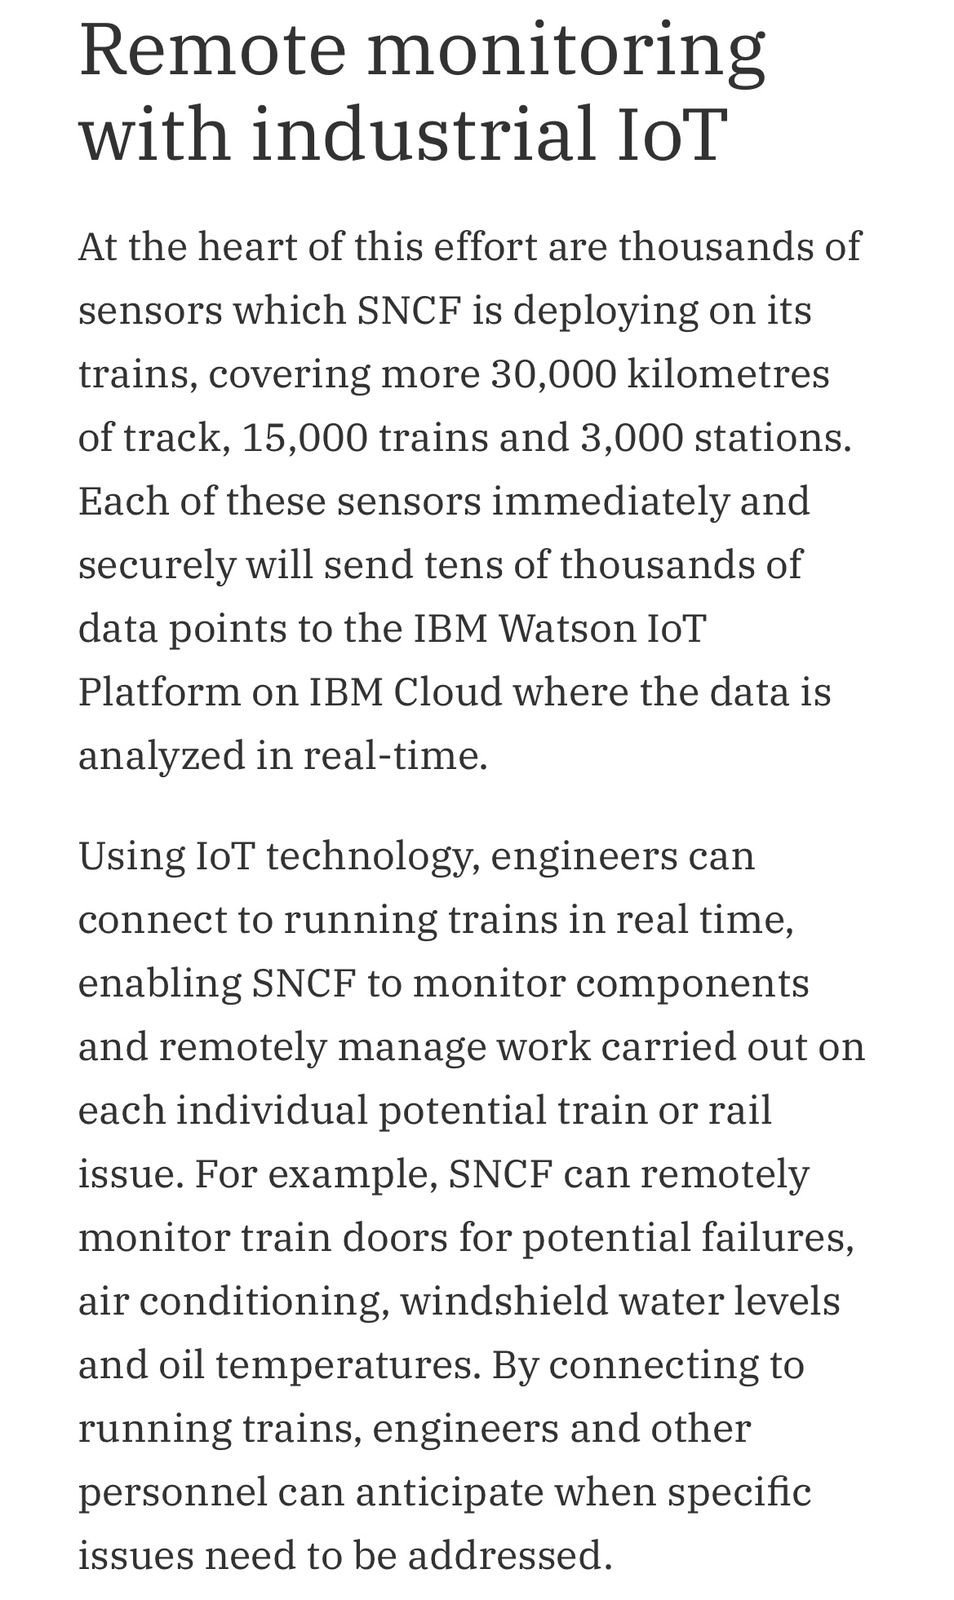 Remote monitoring
with industrial IoT
At the heart of this effort are thousands of
sensors which SNCF is deploying on its
trains, covering more 30,000 kilometres
of track, 15,000 trains and 3,000 stations.
Each of these sensors immediately and
securely will send tens of thousands of
data points to the IBM Watson IoT
Platform on IBM Cloud where the data is
analyzed in real-time.
Using IoT technology, engineers can
connect to running trains in real time,
enabling SNCF to monitor components
and remotely manage work carried out on
each individual potential train or rail
issue. For example, SNCF can remotely
monitor train doors for potential failures,
air conditioning, windshield water levels
and oil temperatures. By connecting to
running trains, engineers and other
personnel can anticipate when specific
issues need to be addressed.